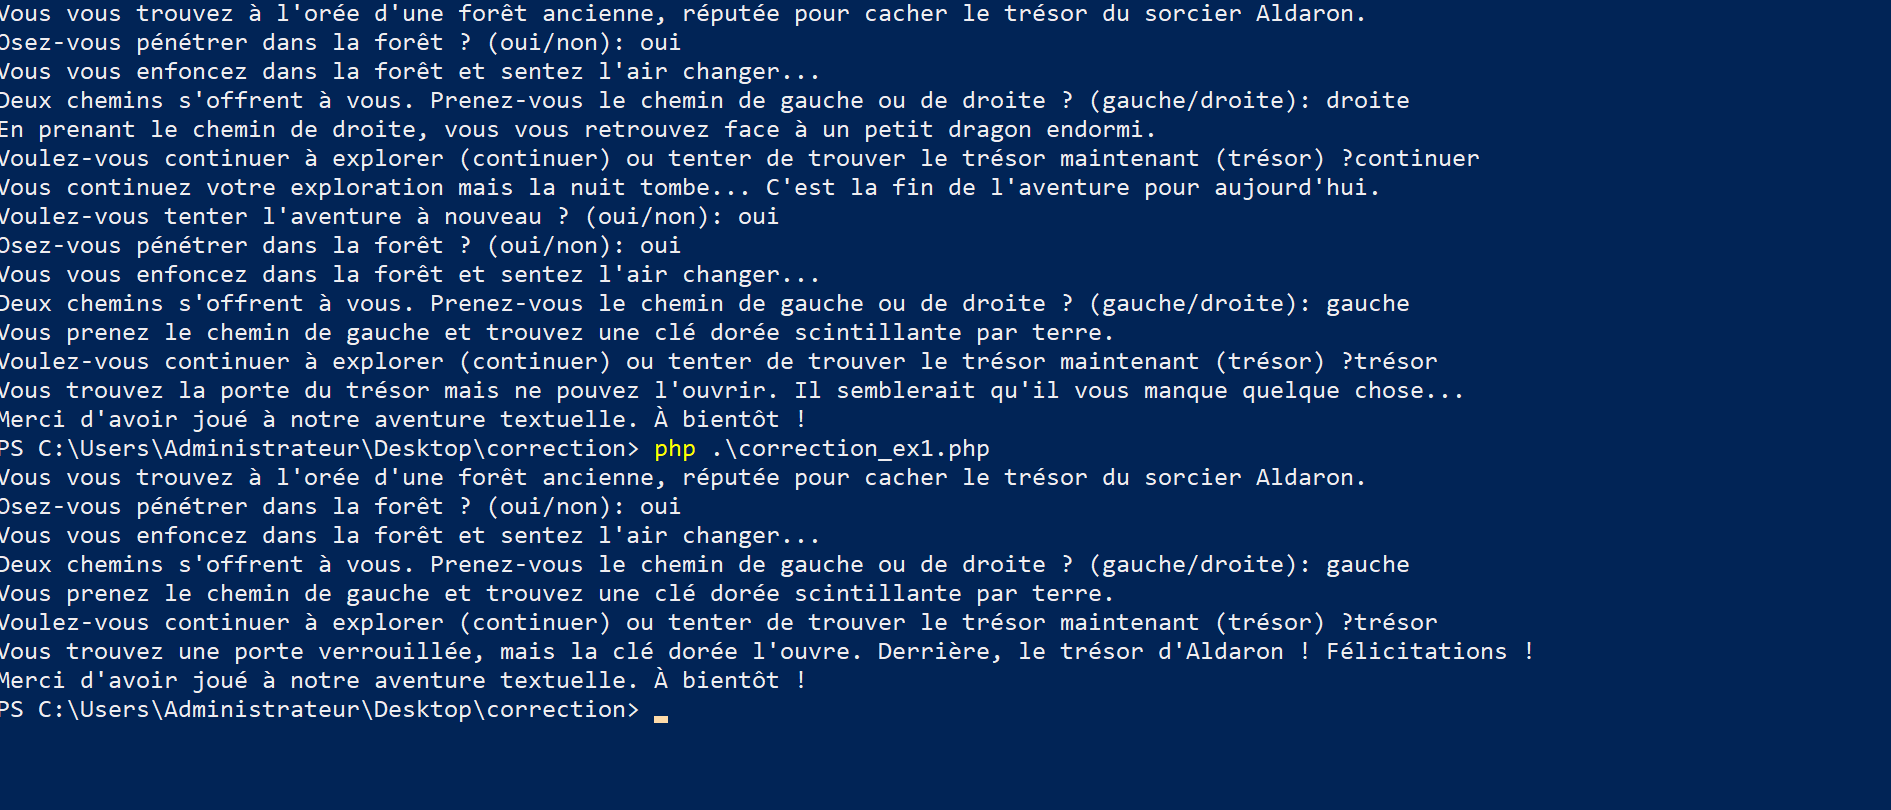 Vous vous trouvez à l'orée d'une forêt ancienne, réputée pour cacher le trésor du sorcier Aldaron.
Osez-vous pénétrer dans la forêt ? (oui/non): oui
Vous vous enfoncez dans la forêt et sentez l'air changer...
Deux chemins s'offrent à vous. Prenez-vous le chemin de gauche ou de droite ? (gauche/droite): droite
En prenant le chemin de droite, vous vous retrouvez face à un petit dragon endormi.
Voulez-vous continuer à explorer (continuer) ou tenter de trouver le trésor maintenant (trésor) ?continuer
Vous continuez votre exploration mais la nuit tombe... C'est la fin de l'aventure pour aujourd'hui.
Voulez-vous tenter l'aventure à nouveau ? (oui/non): oui
Osez-vous pénétrer dans la forêt ? (oui/non): oui
Vous vous enfoncez dans la forêt et sentez l'air changer...
Deux chemins s'offrent à vous. Prenez-vous le chemin de gauche ou de droite ? (gauche/droite): gauche
Vous prenez le chemin de gauche et trouvez une clé dorée scintillante par terre.
Voulez-vous continuer à explorer (continuer) ou tenter de trouver le trésor maintenant (trésor) ?trésor
Vous trouvez la porte du trésor mais ne pouvez l'ouvrir. Il semblerait qu'il vous manque quelque chose...
Merci d'avoir joué à notre aventure textuelle. À bientôt !
PS C:\Users\Administrateur\Desktop\correction> php .\correction_ex1.php
Vous vous trouvez à l'orée d'une forêt ancienne, réputée pour cacher le trésor du sorcier Aldaron.
Osez-vous pénétrer dans la forêt ? (oui/non): oui
Vous vous enfoncez dans la forêt et sentez l'air changer...
Deux chemins s'offrent à vous. Prenez-vous le chemin de gauche ou de droite ? (gauche/droite): gauche
Vous prenez le chemin de gauche et trouvez une clé dorée scintillante par terre.
Voulez-vous continuer à explorer (continuer) ou tenter de trouver le trésor maintenant (trésor) ?trésor
Vous trouvez une porte verrouillée, mais la clé dorée l'ouvre. Derrière, le trésor d'Aldaron ! Félicitations !
Merci d'avoir joué à notre aventure textuelle. À bientôt !
PS C:\Users\Administrateur\Desktop\correction>